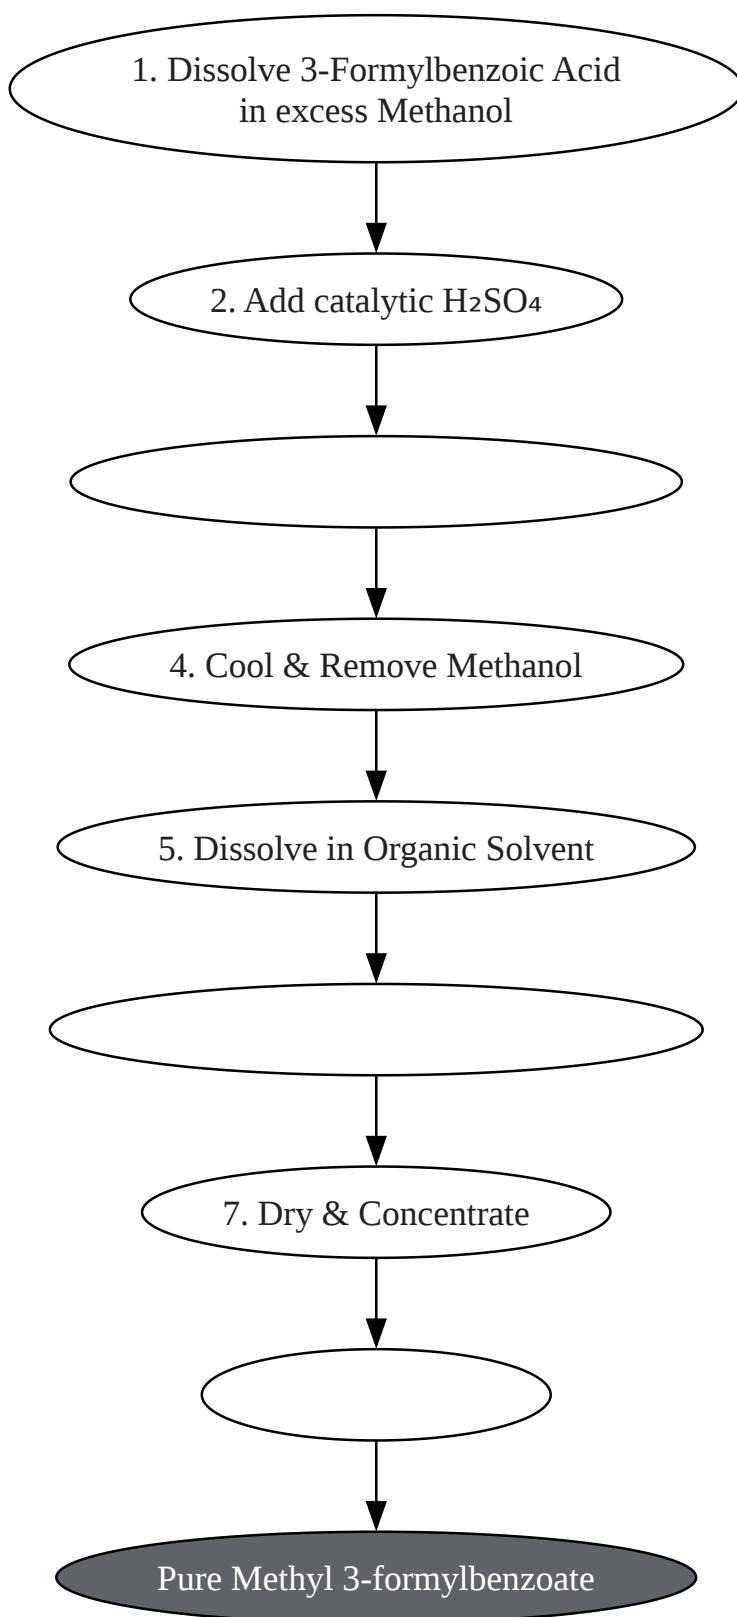 1. Dissolve 3-Formylbenzoic Acid
in excess Methanol
2. Add catalytic H₂SO₄
4. Cool & Remove Methanol
5. Dissolve in Organic Solvent
7. Dry & Concentrate
Pure Methyl 3-formylbenzoate